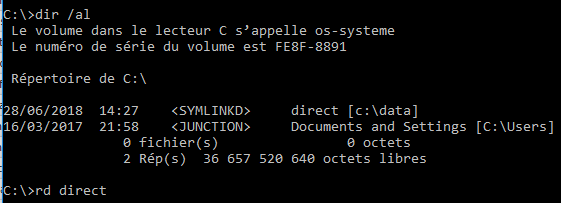 C:\>dir /al
Le volume dans le lecteur C s’appelle os-systeme
Le numéro de série du volume est FE8F-8891
Répertoire de C:\
28/06/2018  14:27    <SYMLINKD>     direct [c:\data]
16/03/2017  21:58    <JUNCTION>     Documents and Settings [C:\Users]
0 fichier(s)                0 octets
2 Rép(s)  36 657 520 640 octets libres
C:\>rd direct